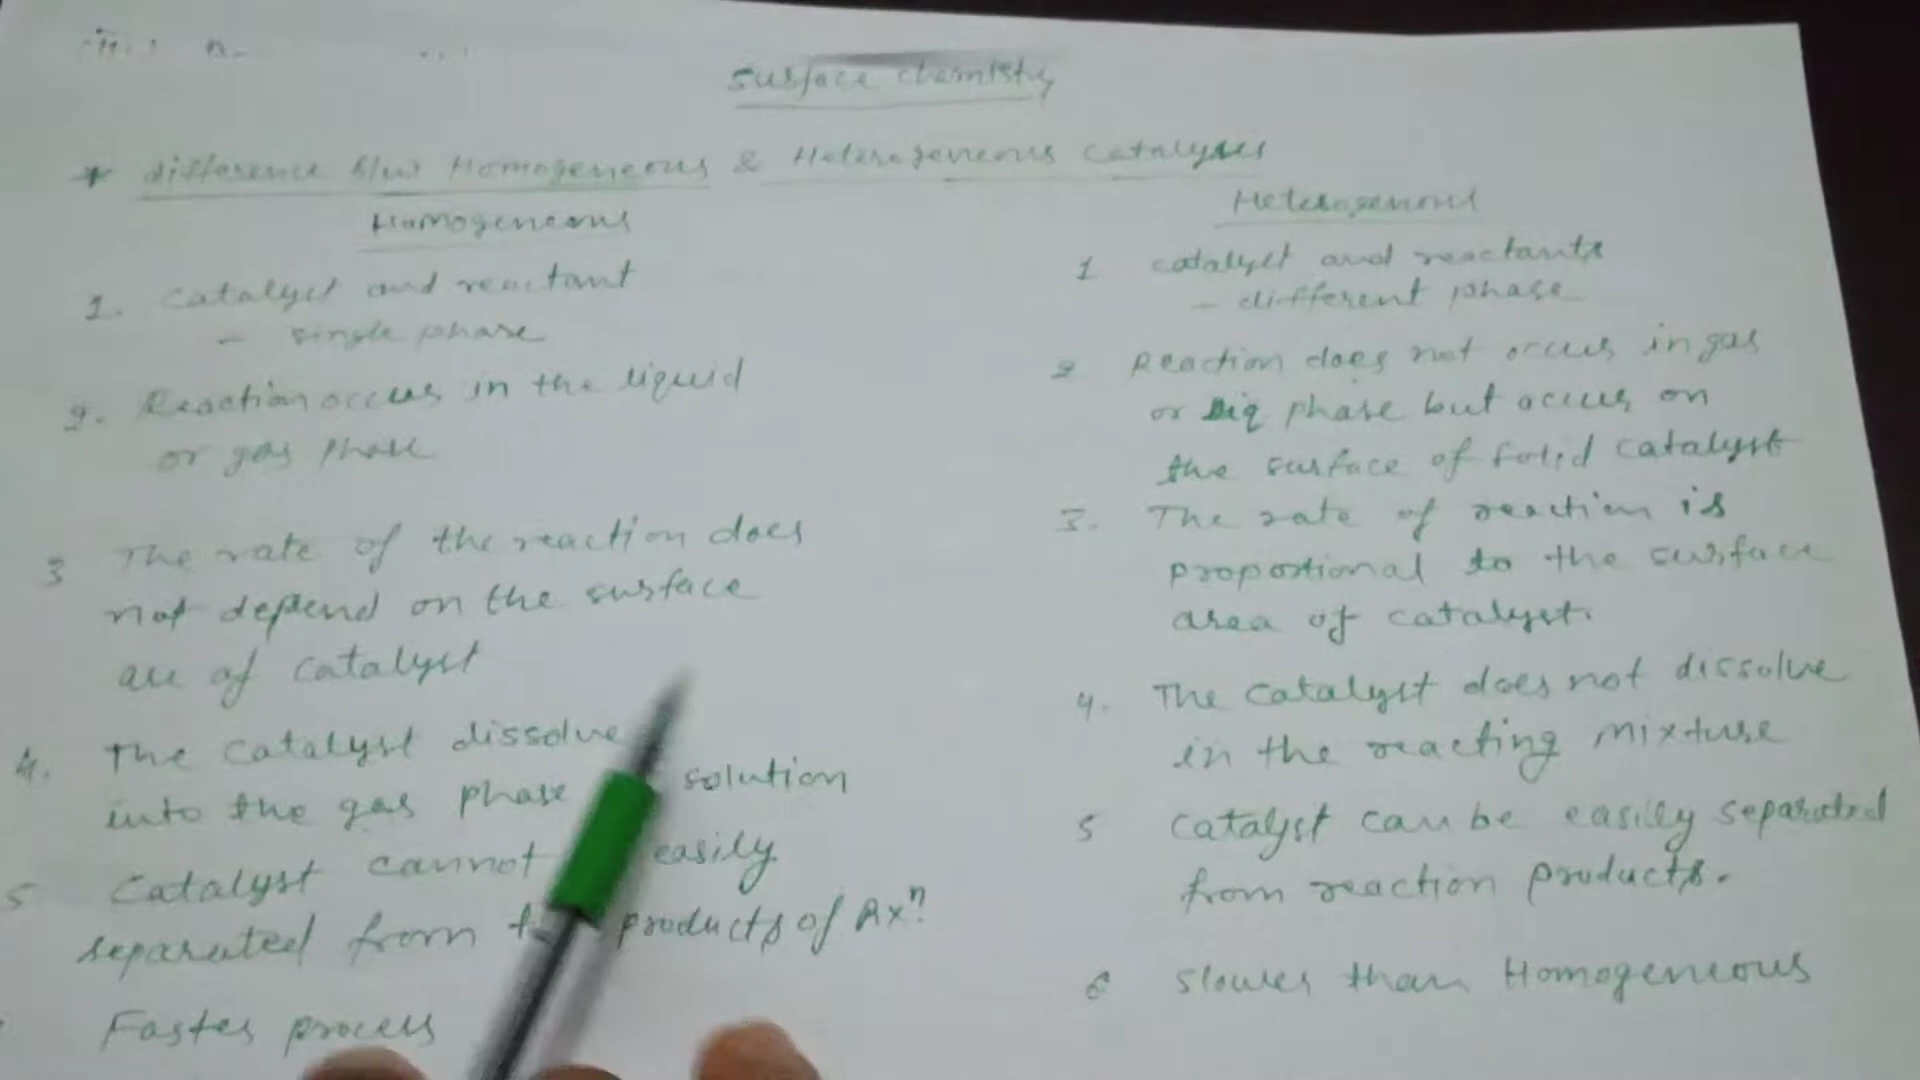 surface chemistry
* difference b/w Homogeneous & Heterogeneous catalyses
Homogeneous
1. catalyst and reactant
- single phase
2. Reaction occurs in the liquid
or gas phase
3 The rate of the reaction does
not depend on the surface
of catalyst
4. The catalyst dissolve
into the gas phase solution
5 Catalyst cannot easily
separated from products of Rxn
Faster process
Heterogenous
1 catalyst and reactants
- different phase
2 Reaction does not occur in gas
or liq phase but occurs on
the surface of solid catalyst
3. The rate of reaction is
proportional to the surface
area of catalyst.
4. The catalyst does not dissolve
in the reacting mixture
5 catalyst can be easily separated
from reaction products.
6 slower than Homogeneous